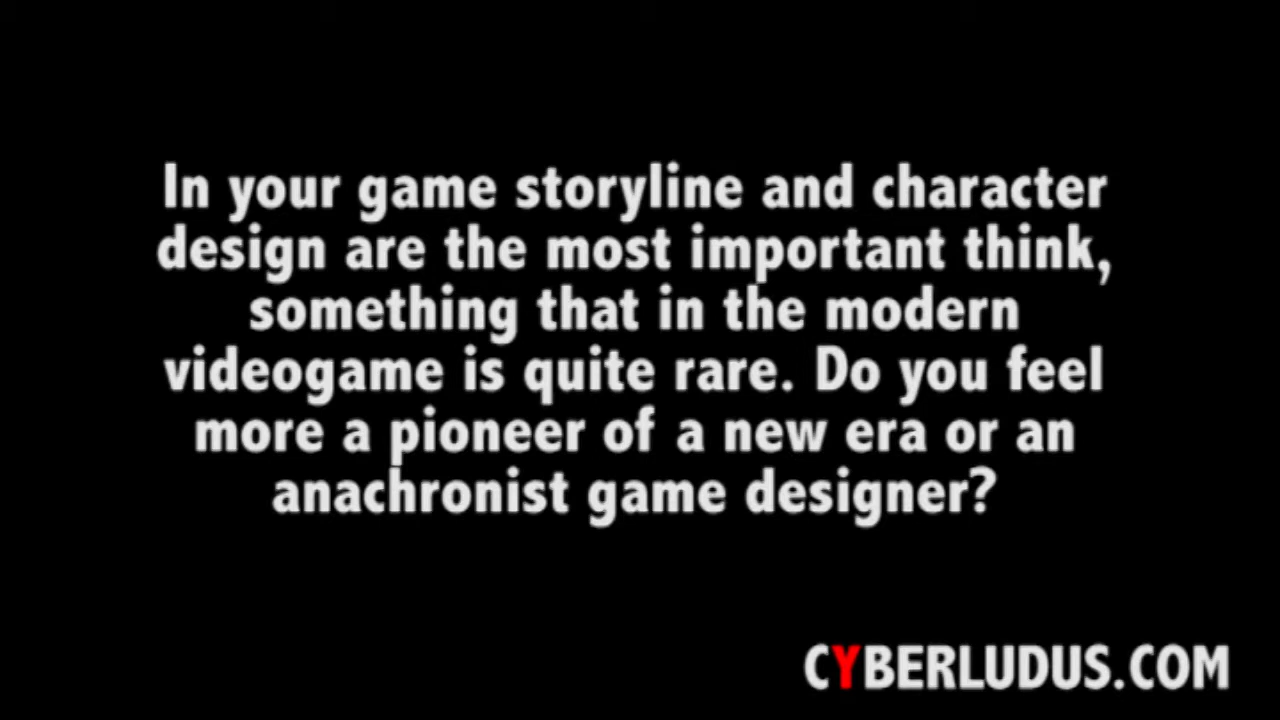 In your game storyline and character
design are the most important think,
something that in the modern
videogame is quite rare. Do you feel
more a pioneer of a new era or an
anachronist game designer?
CYBERLUDUS.COM